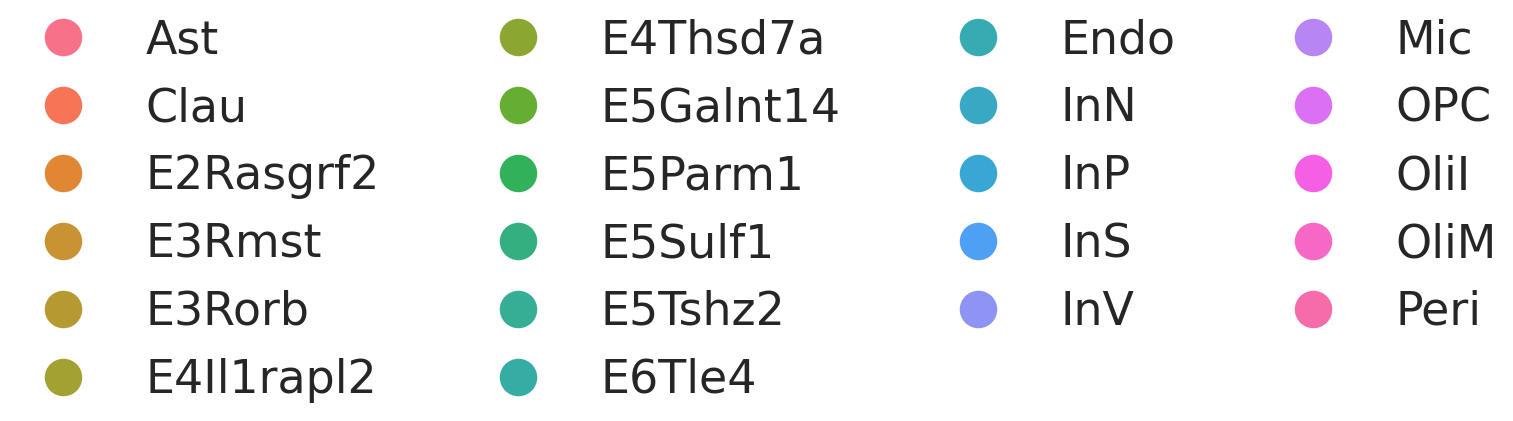 Ast
Clau
E2Rasgrf2
E3Rmst
E3Rorb
E4Il1rapl2
E4Thsd7a
E5Galnt14
E5Parm1
E5Sulf1
E5Tshz2
E6Tle4
Endo
InN
InP
InS
InV
Mic
OPC
OliI
OliM
Peri